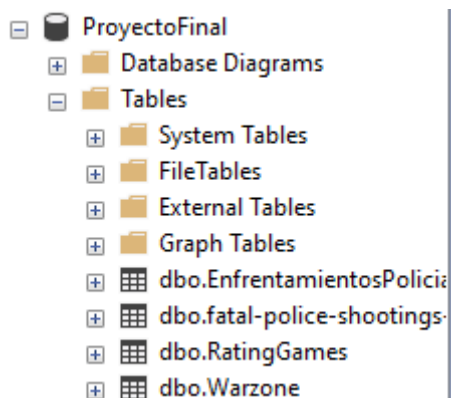 ProyectoFinal
Database Diagrams
Tables
System Tables
FileTables
External Tables
Graph Tables
dbo.EnfrentamientosPolicia
dbo.fatal-police-shootings-
dbo.RatingGames
dbo.Warzone